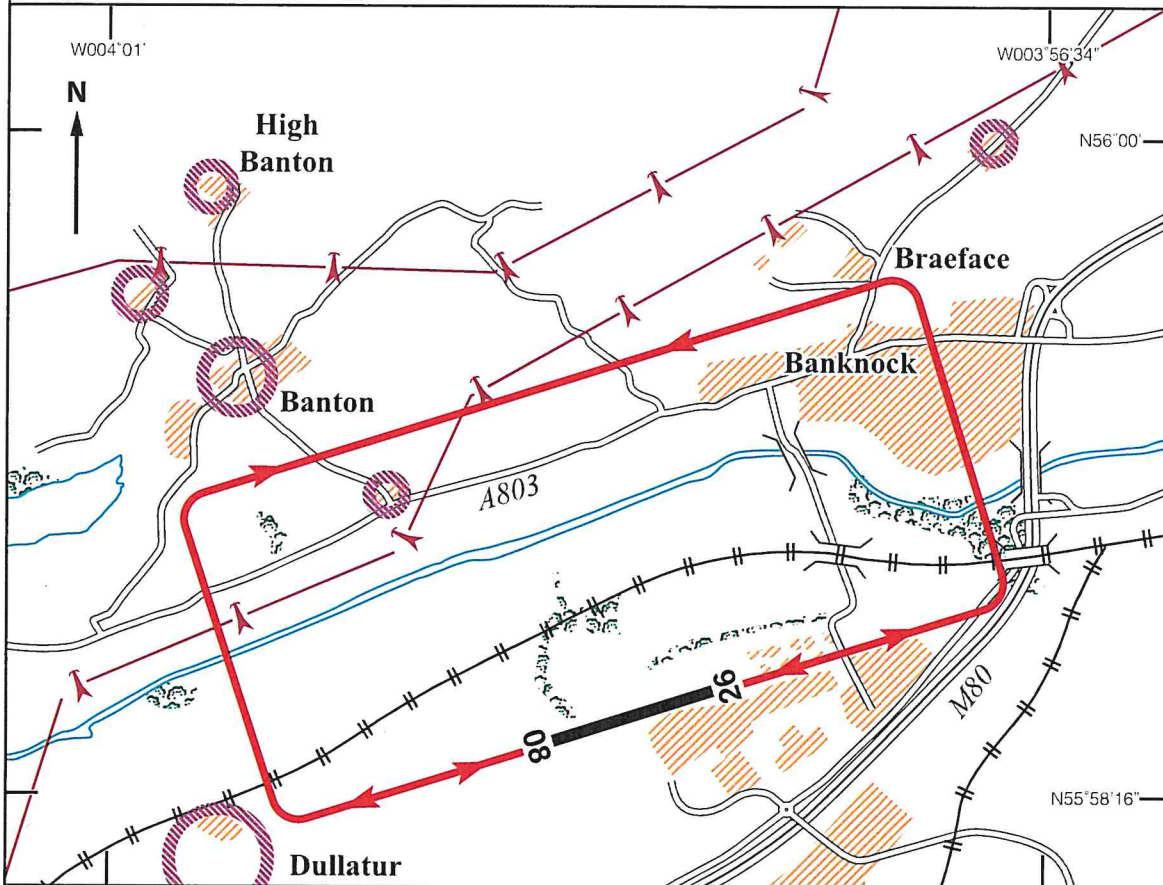 W004°01'
W003°56'34"
N
High
Banton
N56°00'
Braeface
Banknock
Banton
A803
26
08
M80
N55°58'16"
Dullatur